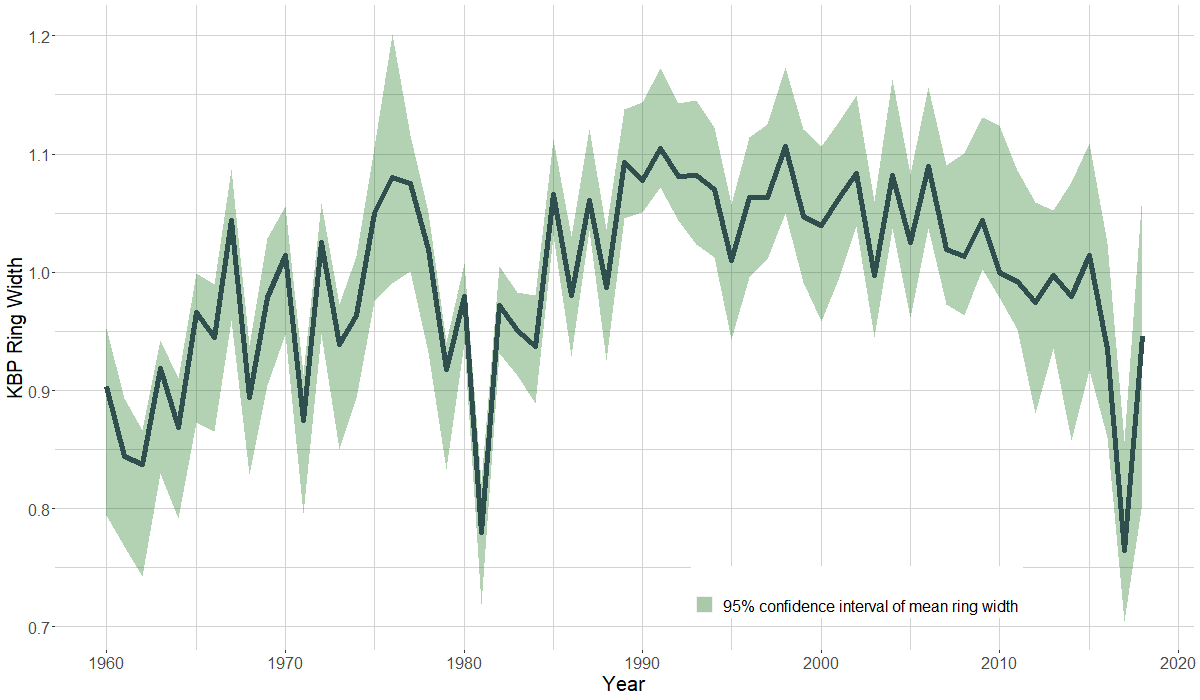 1.2
1.1
1.0
0.9
0.8
0.7
KBP Ring Width
95% confidence interval of mean ring width
1960 1970 1980 1990 2000 2010 2020
Year